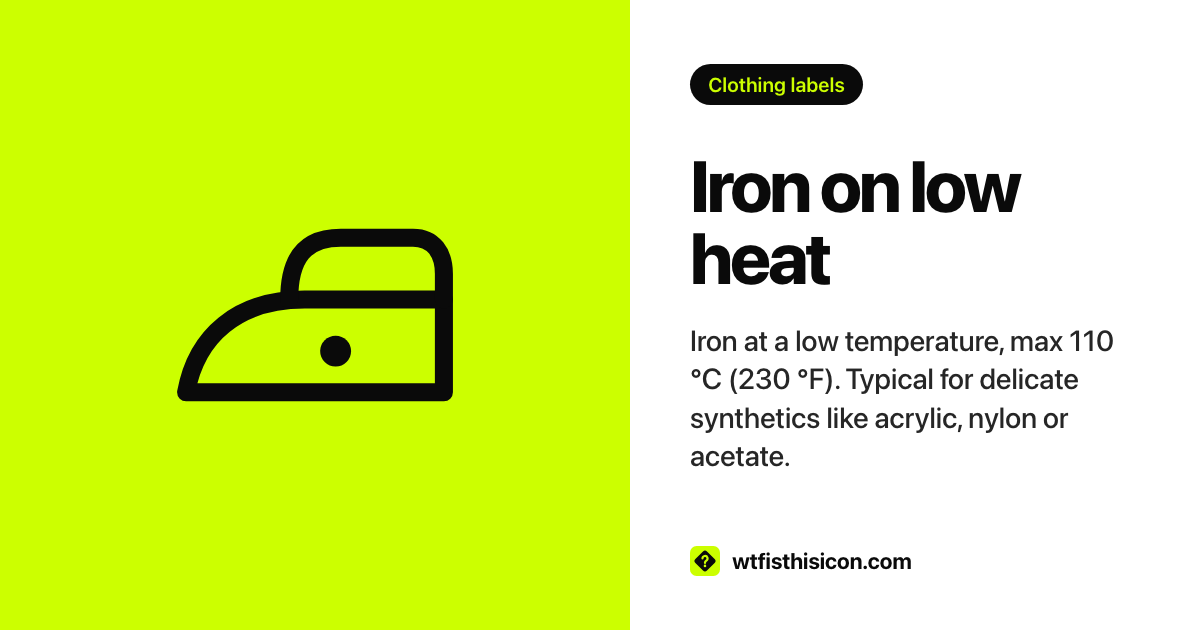 Clothing labels
Iron on low
heat
Iron at a low temperature, max 110
°C (230 °F). Typical for delicate
synthetics like acrylic, nylon or
acetate.
?
wtfisthisicon.com